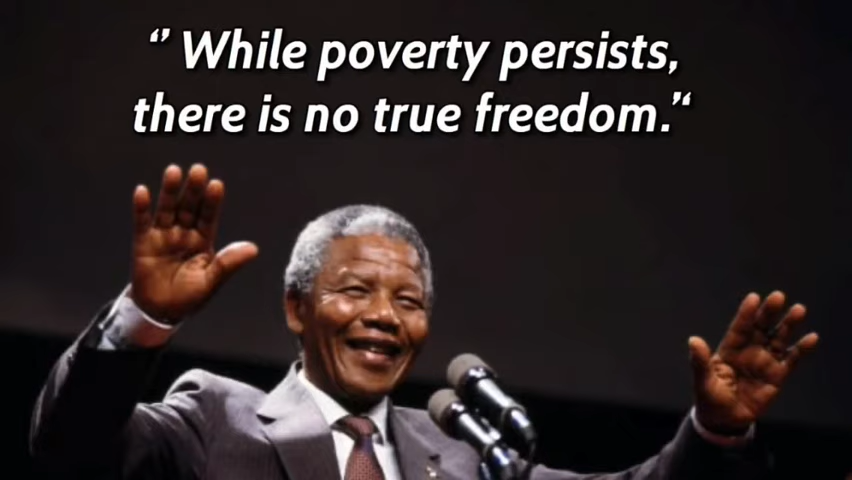 ‘’ While poverty persists,
there is no true freedom.’‘